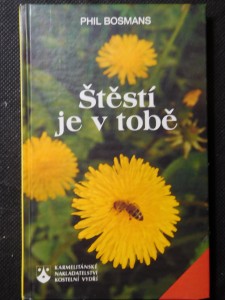 PHIL BOSMANS
Štěstí
je v tobě
KARMELITÁNSKÉ
NAKLADATELSTVÍ
KOSTELNÍ VYDŘÍ